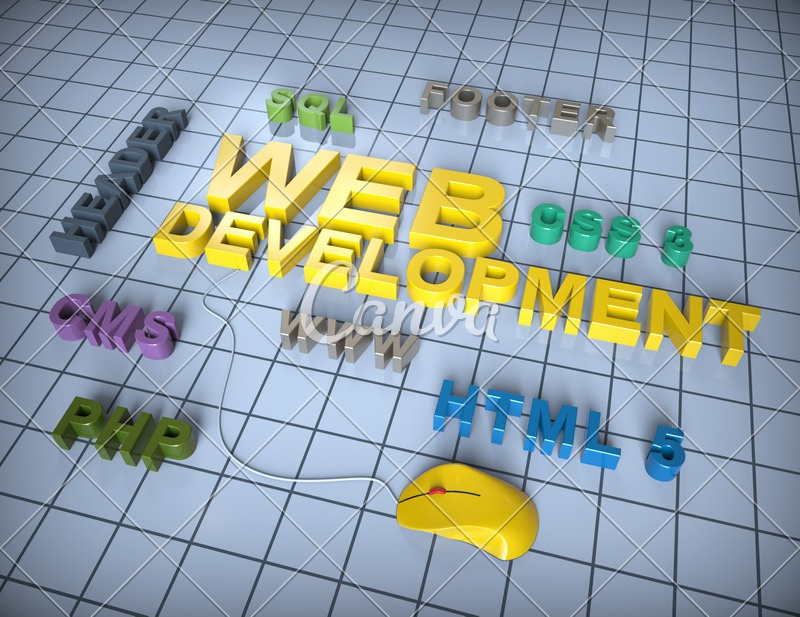 SQL
FOOTER
HEADER
WEB
DEVELOPMENT
CSS 3
CMS
WWW
Canva
PHP
HTML 5